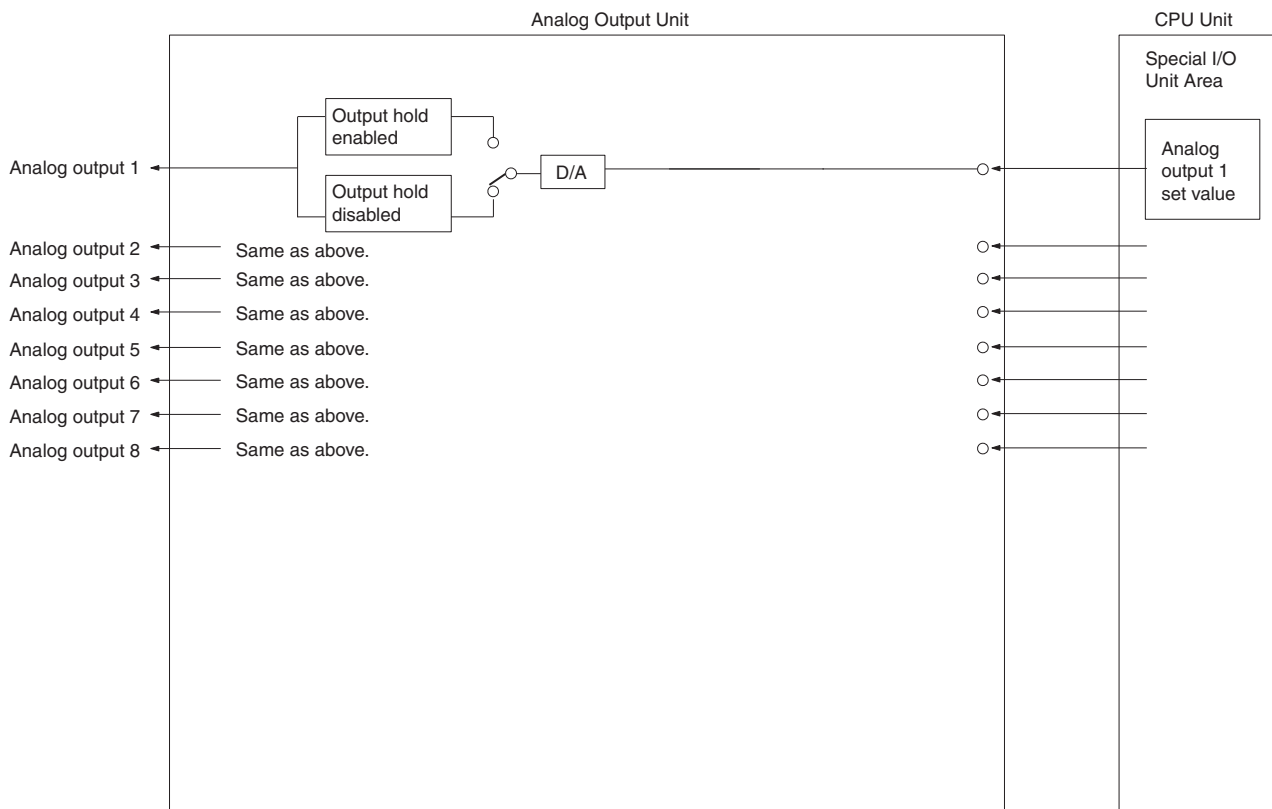 Analog Output Unit
CPU Unit
Special I/O
Unit Area
Output hold
enabled
Analog output 1
D/A
Analog
output 1
set value
Output hold
disabled
Analog output 2
Same as above.
Analog output 3
Same as above.
Analog output 4
Same as above.
Analog output 5
Same as above.
Analog output 6
Same as above.
Analog output 7
Same as above.
Analog output 8
Same as above.